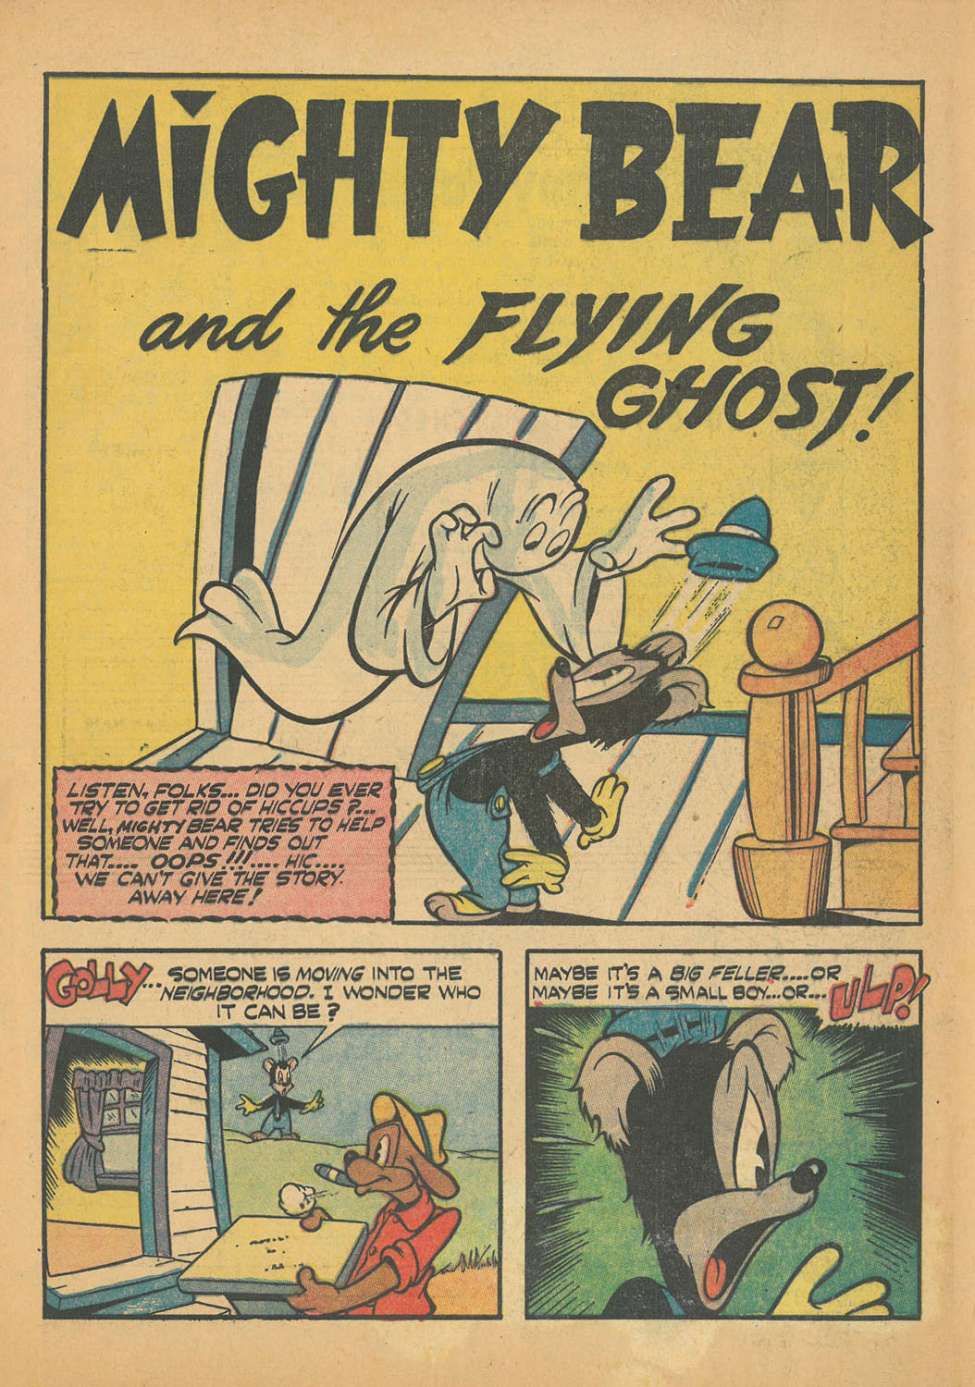 MiGHTY BEAR
and the FLYING
GHOST!
LISTEN, FOLKS... DID YOU EVER
TRY TO GET RID OF HICCUPS?...
WELL, MIGHTY BEAR TRIES TO HELP
SOMEONE AND FINDS OUT
THAT.... OOPS!!!.... HIC....
WE CAN'T GIVE THE STORY
AWAY HERE!
GOLLY... SOMEONE IS MOVING INTO THE
NEIGHBORHOOD. I WONDER WHO
IT CAN BE?
MAYBE IT'S A BIG FELLER....OR
MAYBE IT'S A SMALL BOY...OR... ULP!